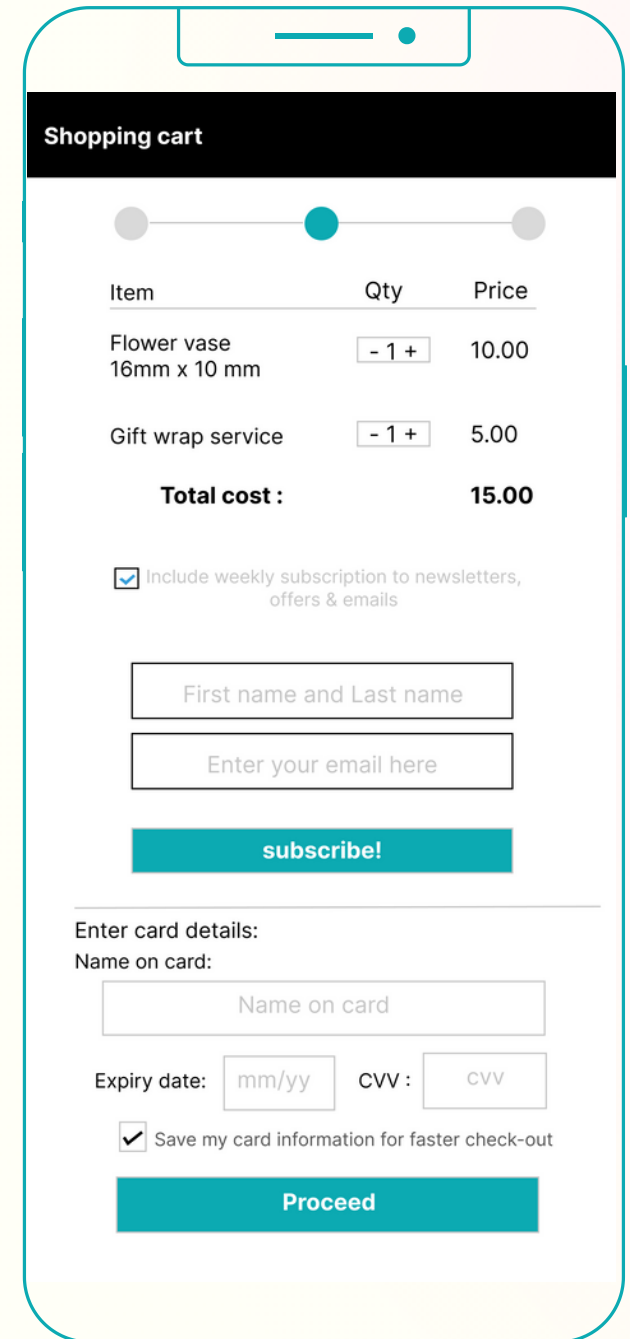 Shopping cart
Item Qty Price
Flower vase
16mm x 10 mm
- 1 + 10.00
Gift wrap service - 1 + 5.00
Total cost : 15.00
Include weekly subscription to newsletters,
offers & emails
First name and Last name
Enter your email here
subscribe!
Enter card details:
Name on card:
Name on card
Expiry date: mm/yy CVV : CVV
Save my card information for faster check-out
Proceed